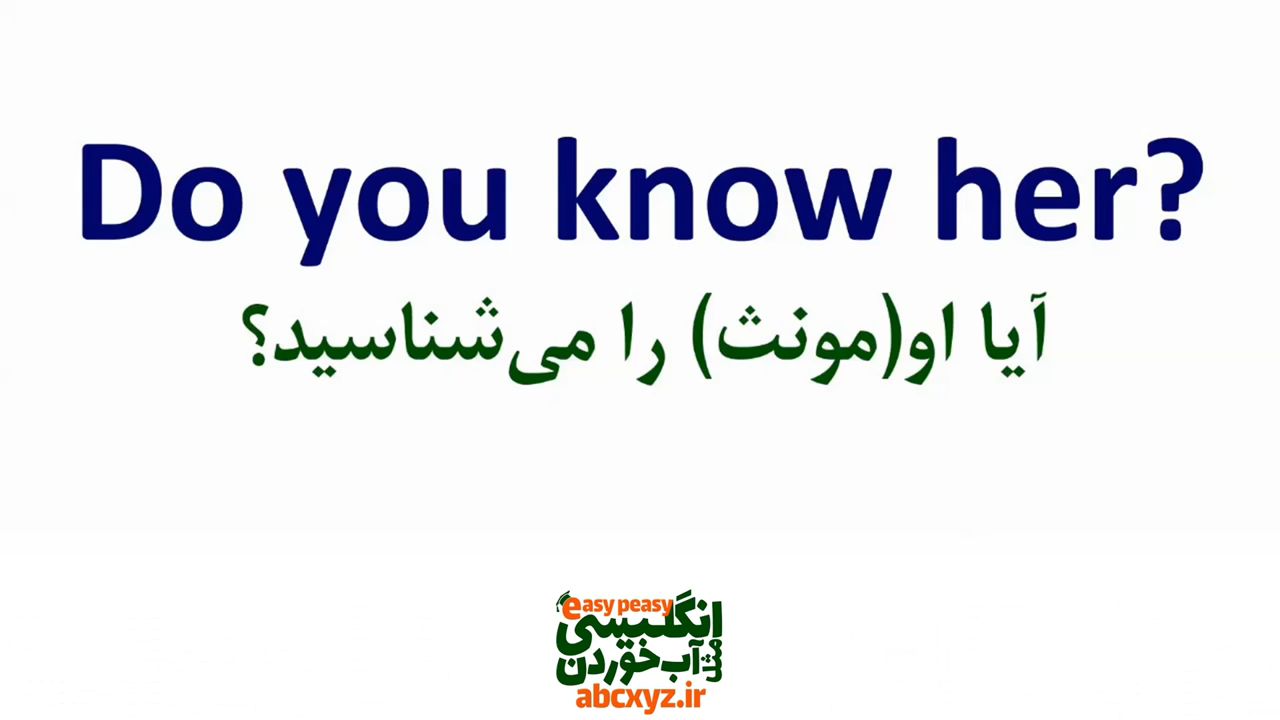 Do you know her?
آیا او(مونث) را می‌شناسید؟
easy peasy
انگلیسی
مثل آب خوردن
abcxyz.ir